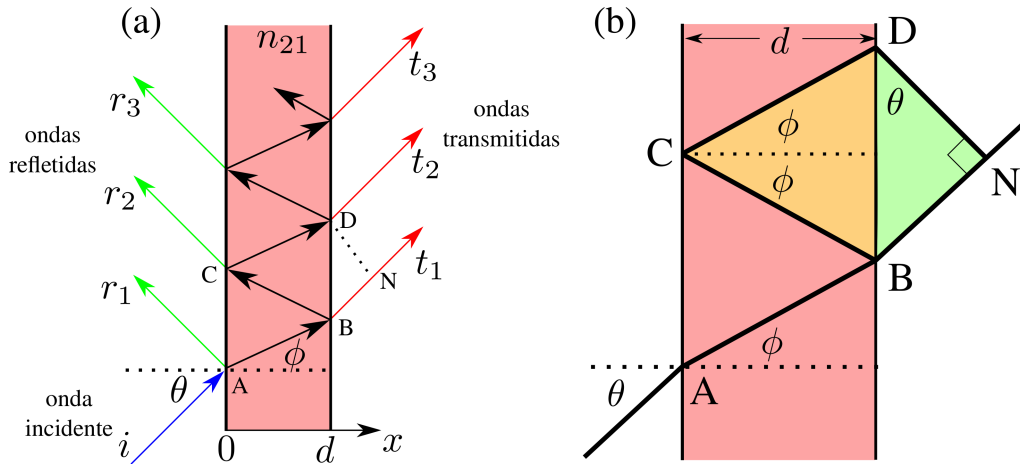 (a)
n21
r3
t3
ondas
refletidas
ondas
transmitidas
r2
t2
C
D
N
r1
t1
B
ϕ
θ
A
onda
incidente
i
0
d
x
(b)
d
D
θ
ϕ
C
ϕ
N
B
ϕ
θ
A